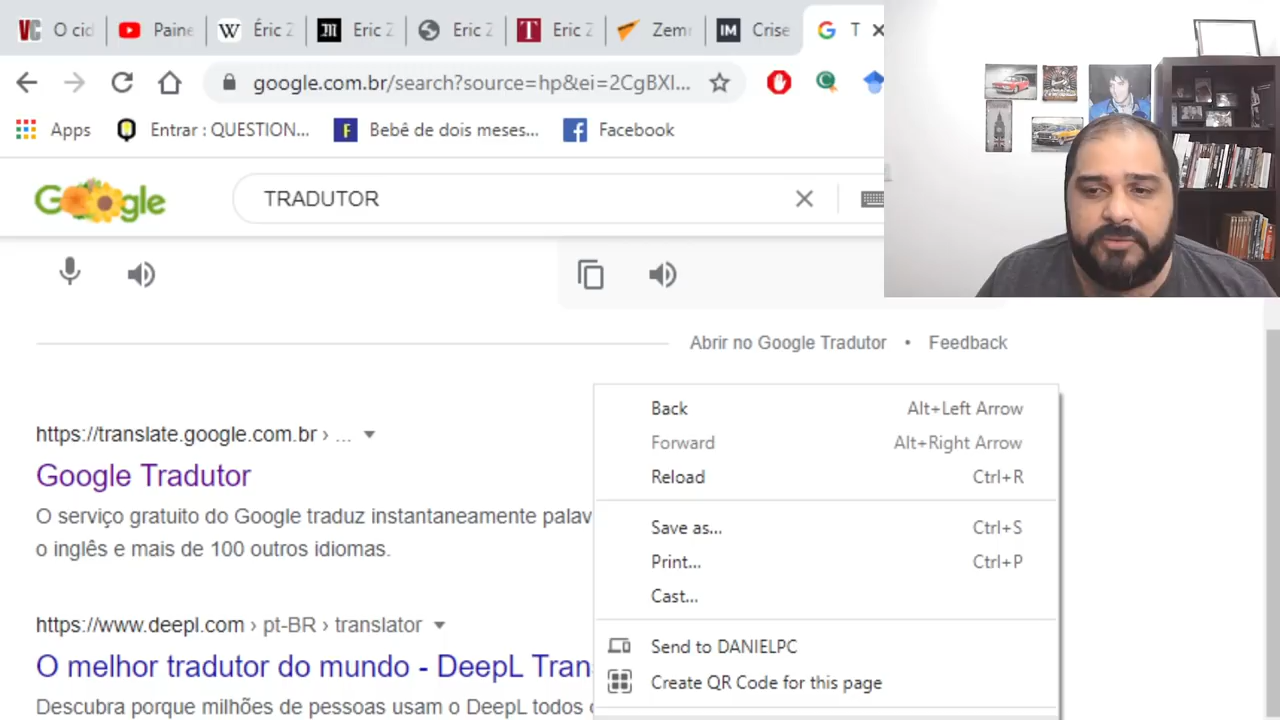 O cic
Paine
Éric Z
Eric Z
Eric Z
Eric Z
Zemr
Crise
T
google.com.br/search?source=hp&ei=2CgBXl...
Apps
Entrar : QUESTION...
Bebê de dois meses...
Facebook
Google
TRADUTOR
Abrir no Google Tradutor • Feedback
https://translate.google.com.br › ...
Google Tradutor
O serviço gratuito do Google traduz instantaneamente palav
o inglês e mais de 100 outros idiomas.
https://www.deepl.com › pt-BR › translator
O melhor tradutor do mundo - DeepL Tran
Descubra porque milhões de pessoas usam o DeepL todos
Back Alt+Left Arrow
Forward Alt+Right Arrow
Reload Ctrl+R
Save as... Ctrl+S
Print... Ctrl+P
Cast...
Send to DANIELPC
Create QR Code for this page